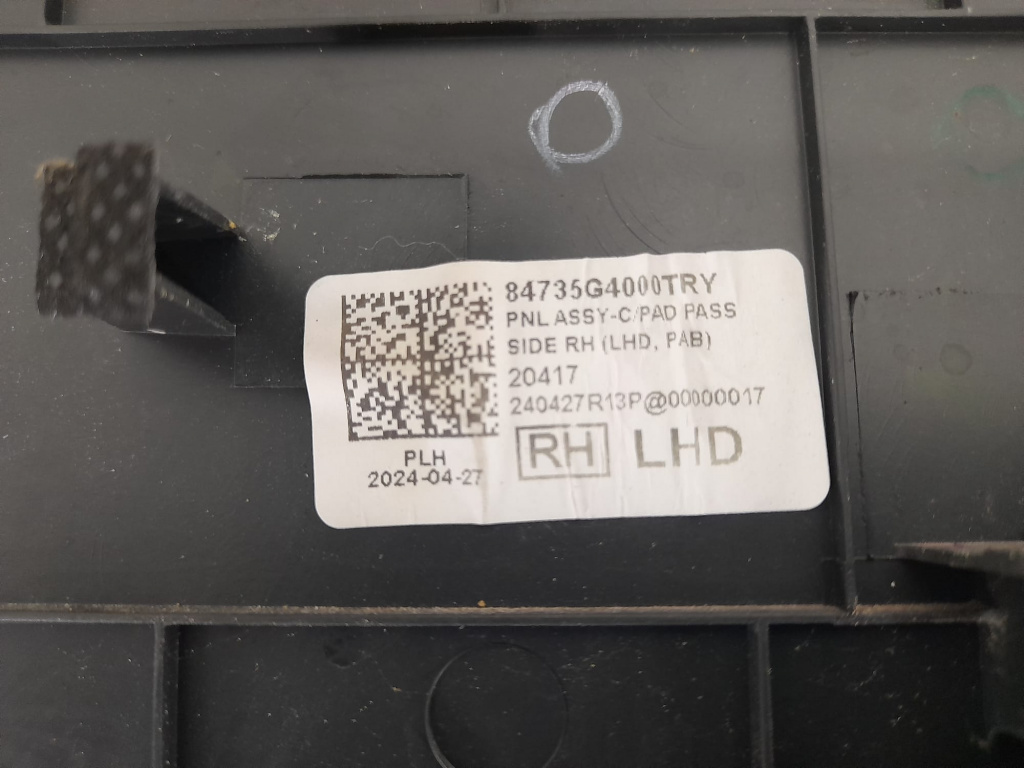 84735G4000TRY
PNL ASSY-C/PAD PASS
SIDE RH (LHD, PAB)
20417
240427R13P@00000017
RH LHD
PLH
2024-04-27